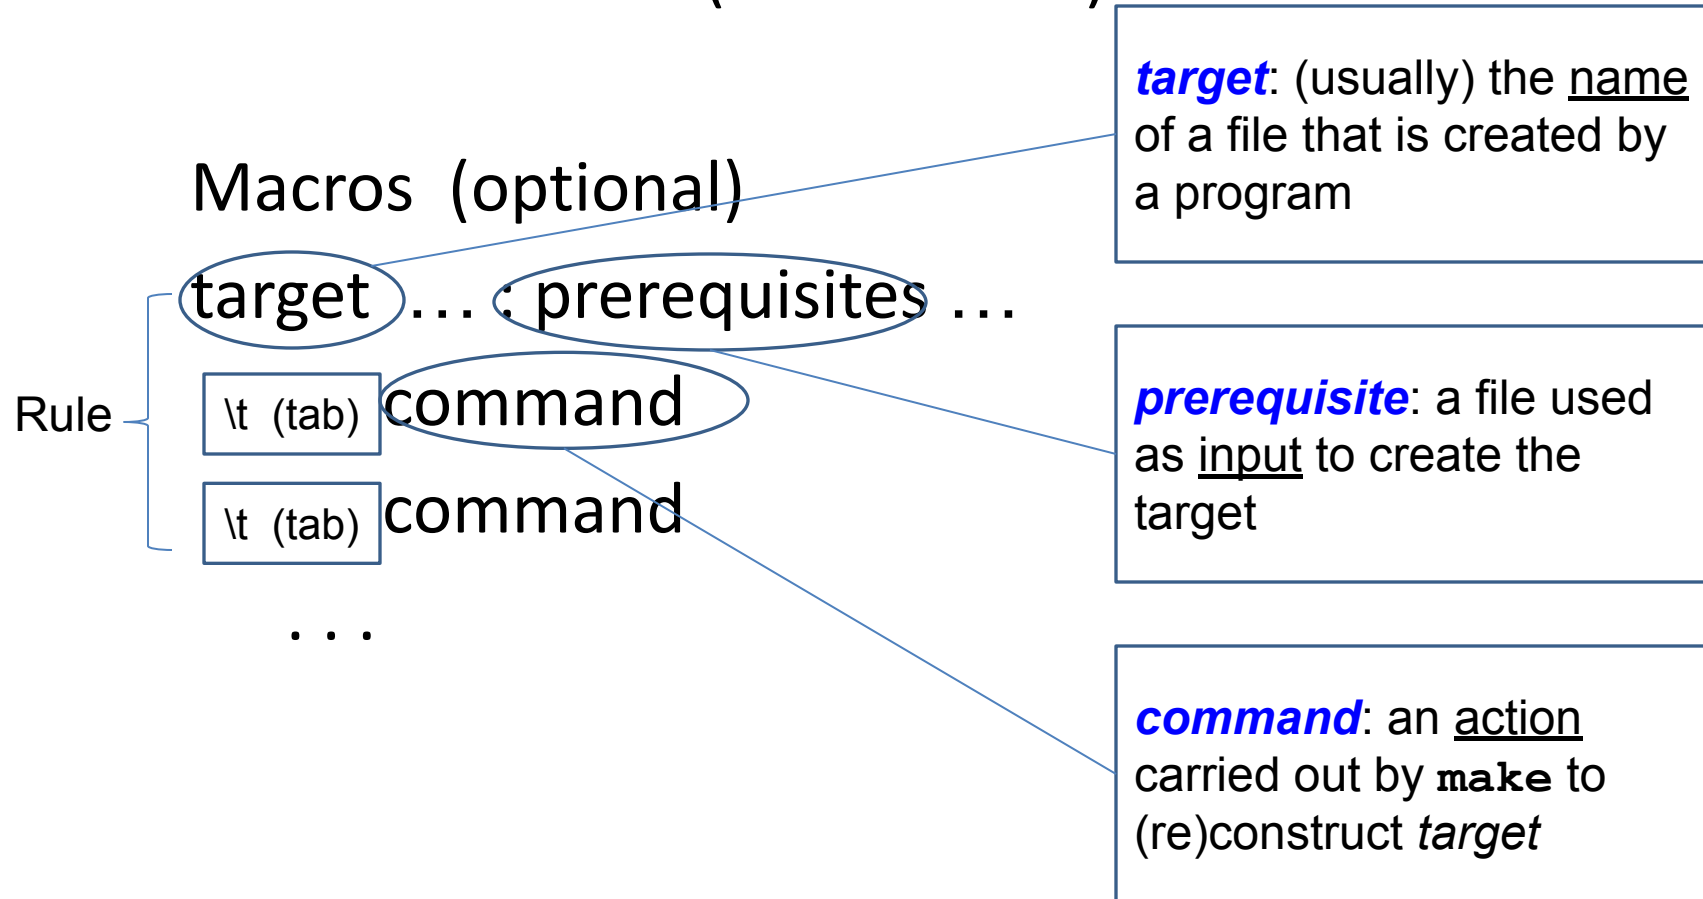 Macros (optional)
target … : prerequisites …
Rule
\t (tab) command
\t (tab) command
. . .
target: (usually) the name
of a file that is created by
a program
prerequisite: a file used
as input to create the
target
command: an action
carried out by make to
(re)construct target